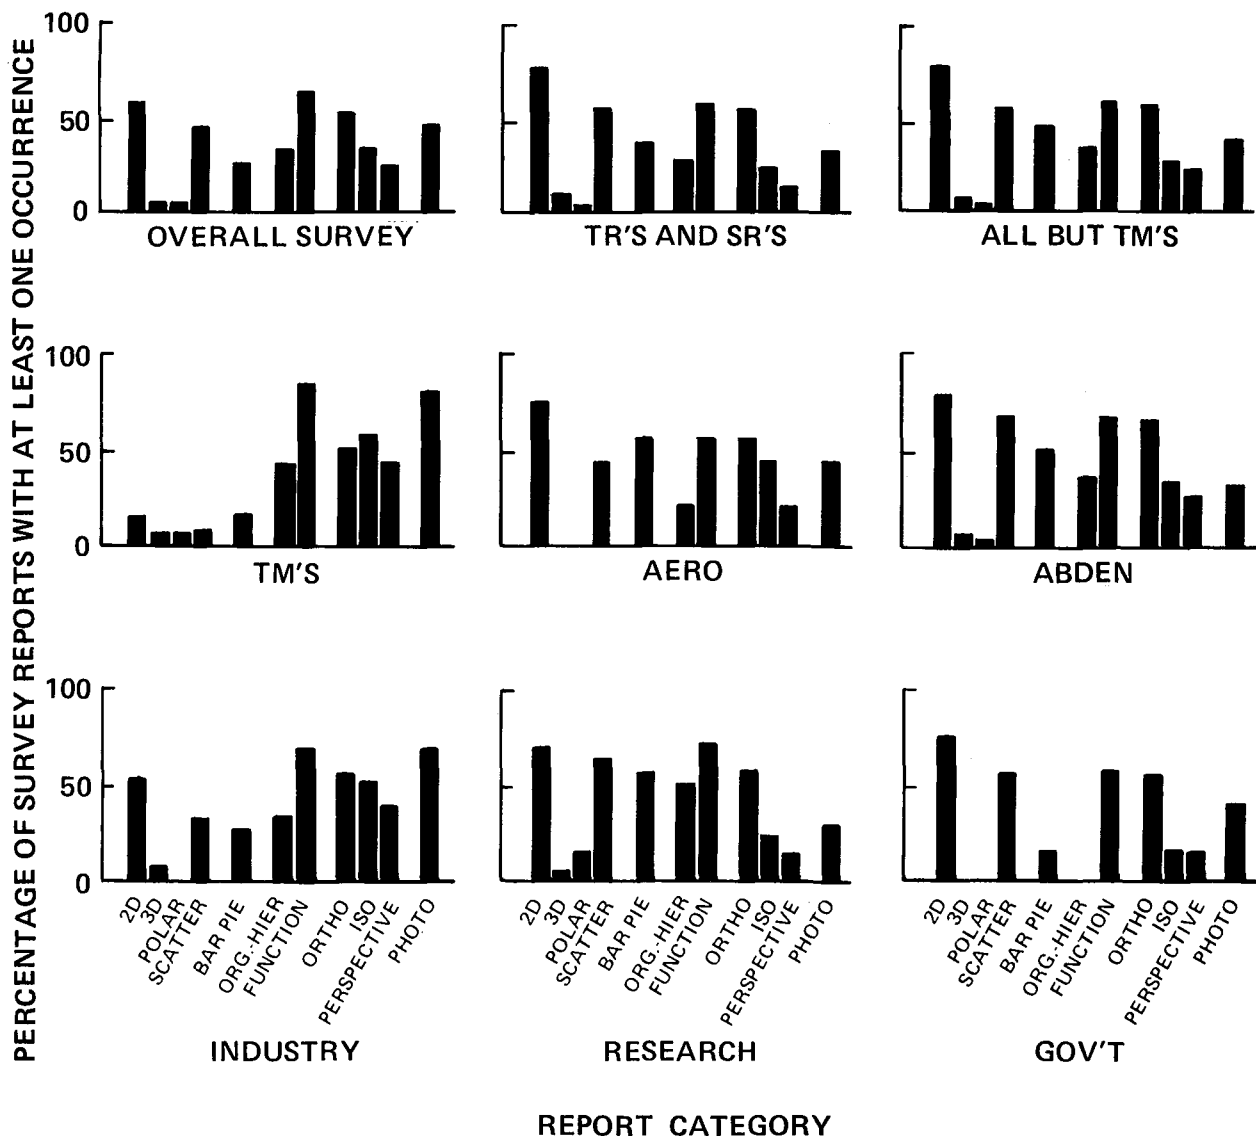 PERCENTAGE OF SURVEY REPORTS WITH AT LEAST ONE OCCURRENCE
100
50
0
OVERALL SURVEY
TR'S AND SR'S
ALL BUT TM'S
100
50
0
TM'S
AERO
ABDEN
100
50
0
2D
3D
POLAR
SCATTER
BAR PIE
ORG.-HIER
FUNCTION
ORTHO
ISO
PERSPECTIVE
PHOTO
2D
3D
POLAR
SCATTER
BAR PIE
ORG.-HIER
FUNCTION
ORTHO
ISO
PERSPECTIVE
PHOTO
2D
3D
POLAR
SCATTER
BAR PIE
ORG.-HIER
FUNCTION
ORTHO
ISO
PERSPECTIVE
PHOTO
INDUSTRY
RESEARCH
GOV'T
REPORT CATEGORY